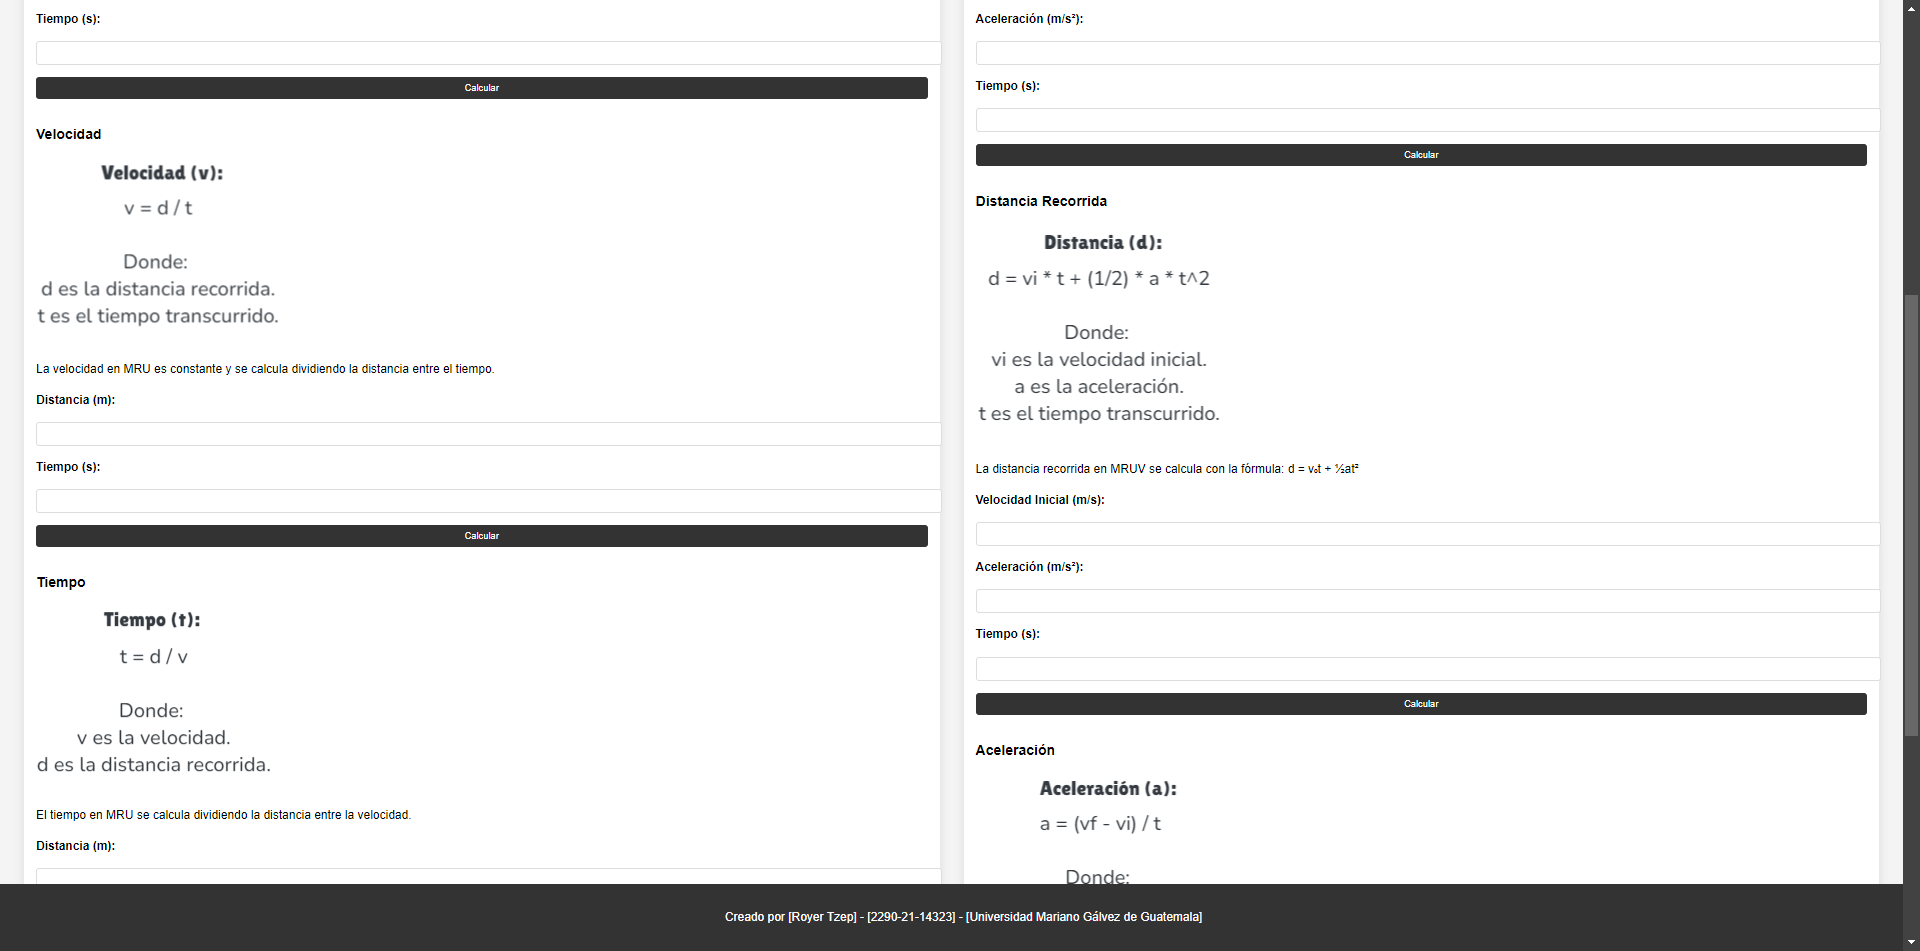 Tiempo (s):
Calcular
Velocidad
Velocidad (v):
v = d / t
Donde:
d es la distancia recorrida.
t es el tiempo transcurrido.
La velocidad en MRU es constante y se calcula dividiendo la distancia entre el tiempo.
Distancia (m):
Tiempo (s):
Calcular
Tiempo
Tiempo (t):
t = d / v
Donde:
v es la velocidad.
d es la distancia recorrida.
El tiempo en MRU se calcula dividiendo la distancia entre la velocidad.
Distancia (m):
Aceleración (m/s²):
Tiempo (s):
Calcular
Distancia Recorrida
Distancia (d):
d = vi * t + (1/2) * a * t^2
Donde:
vi es la velocidad inicial.
a es la aceleración.
t es el tiempo transcurrido.
La distancia recorrida en MRUV se calcula con la fórmula: d = v₀t + ½at²
Velocidad Inicial (m/s):
Aceleración (m/s²):
Tiempo (s):
Calcular
Aceleración
Aceleración (a):
a = (vf - vi) / t
Donde:
Creado por [Royer Tzep] - [2290-21-14323] - [Universidad Mariano Gálvez de Guatemala]